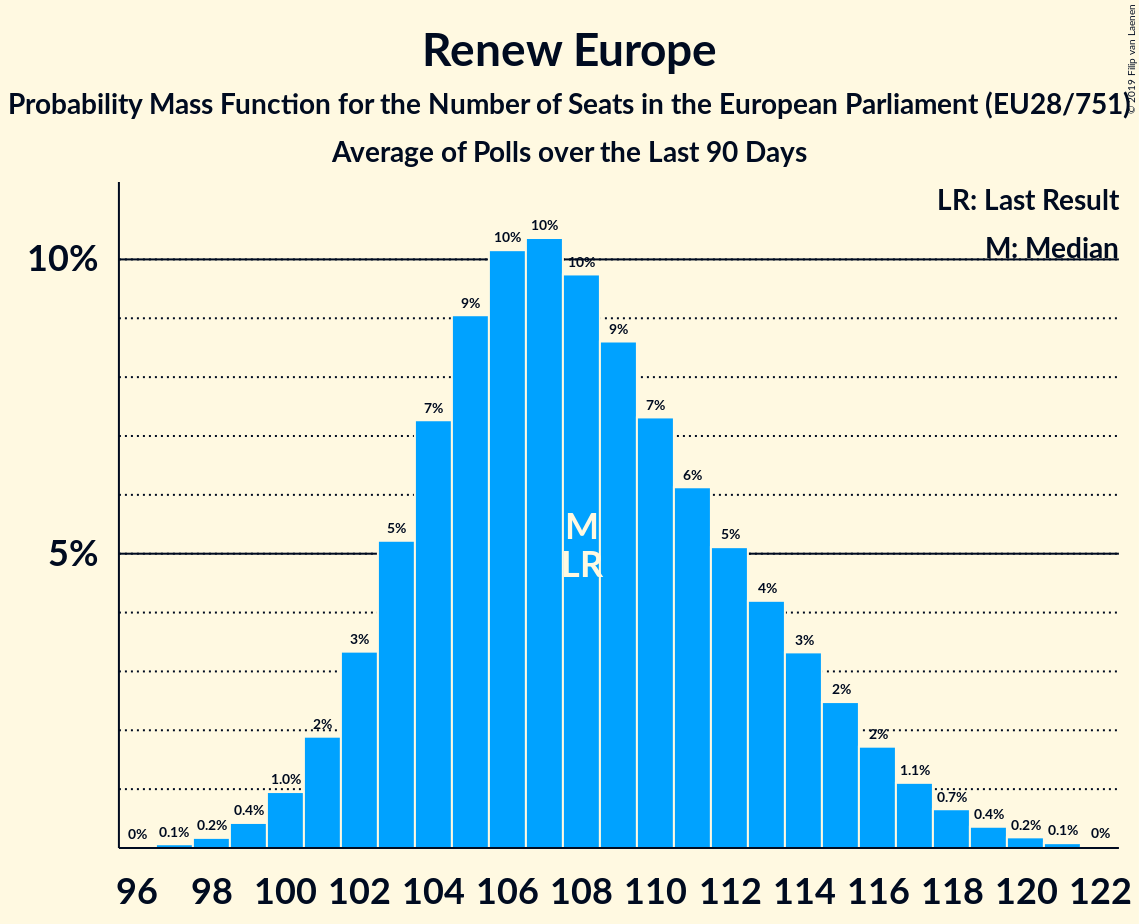 Renew Europe
Probability Mass Function for the Number of Seats in the European Parliament (EU28/751)
Average of Polls over the Last 90 Days
© 2019 Filip van Laenen
LR: Last Result
M: Median
10%
5%
0% 0.1% 0.2% 0.4% 1.0% 2% 3% 5% 7% 9% 10% 10% 10% 9% 7% 6% 5% 4% 3% 2% 2% 1.1% 0.7% 0.4% 0.2% 0.1% 0%
M
LR
96 98 100 102 104 106 108 110 112 114 116 118 120 122